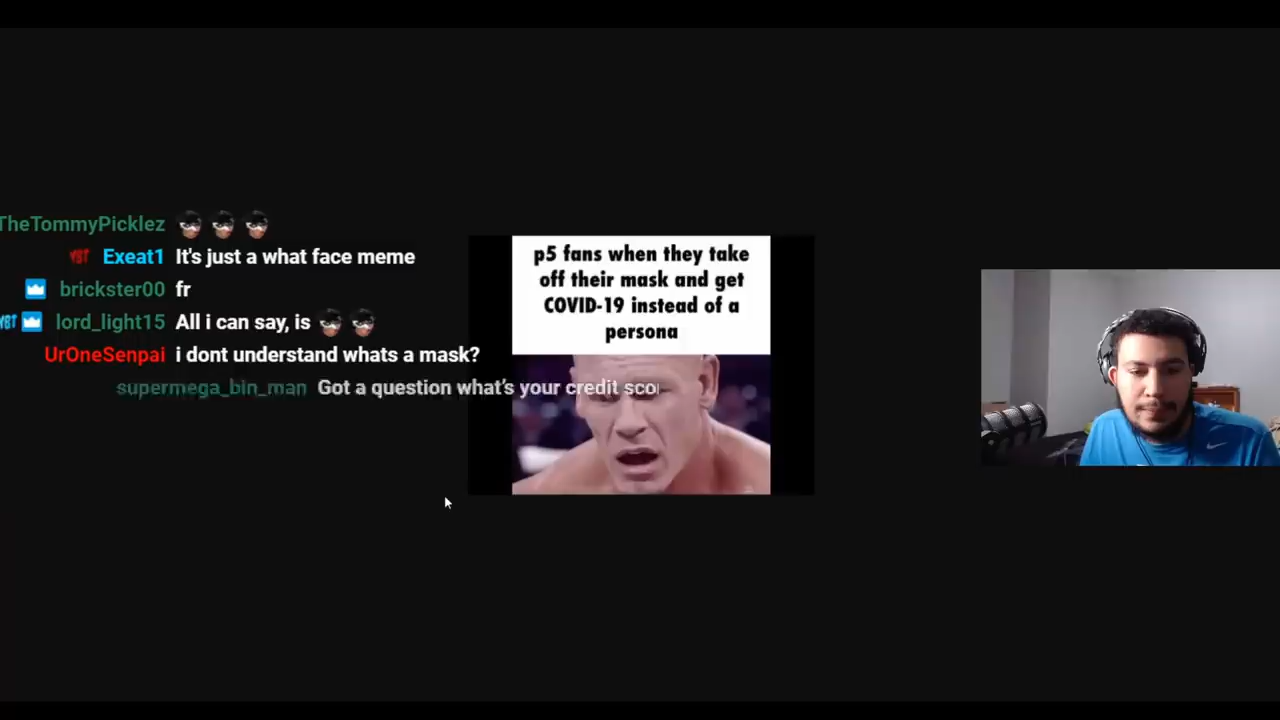 TheTommyPicklez
Exeat1 It's just a what face meme
brickster00 fr
lord_light15 All i can say, is
UrOneSenpai i dont understand whats a mask?
supermega_bin_man Got a question what's your credit sco
p5 fans when they take
off their mask and get
COVID-19 instead of a
persona